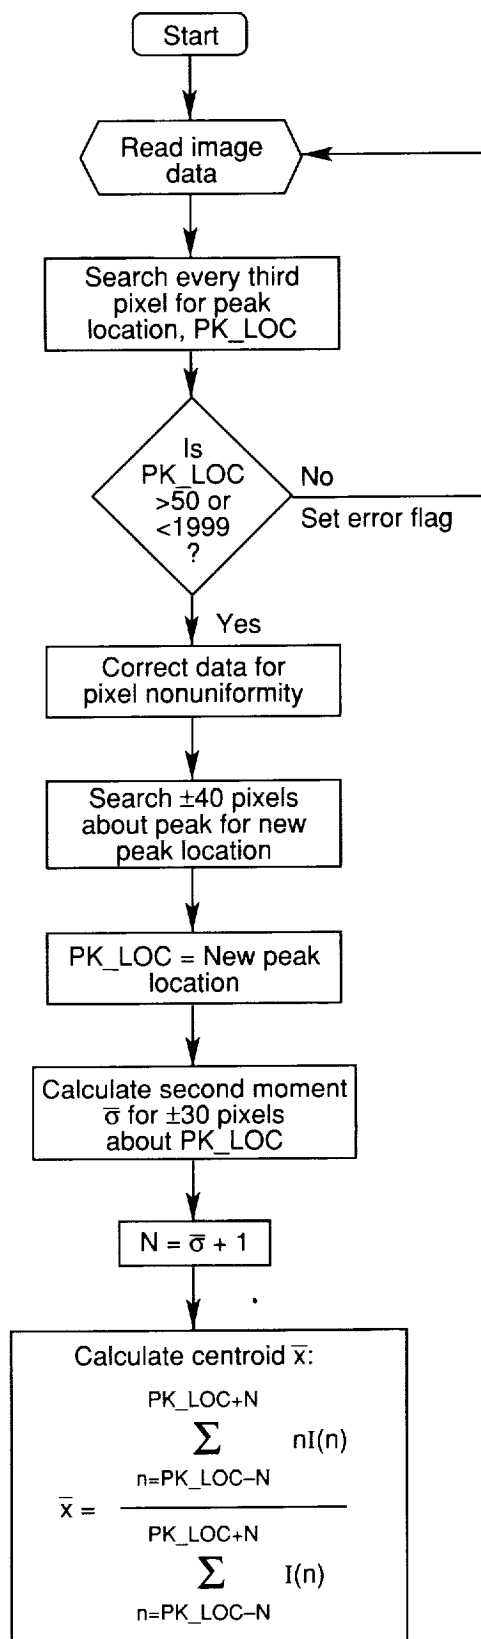 Start
Read image
data
Search every third
pixel for peak
location, PK_LOC
Is
PK_LOC
>50 or
<1999
?
No
Set error flag
Yes
Correct data for
pixel nonuniformity
Search ±40 pixels
about peak for new
peak location
PK_LOC = New peak
location
Calculate second moment
σ̅ for ±30 pixels
about PK_LOC
N = σ̅ + 1
Calculate centroid x̅:
PK_LOC+N
Σ nI(n)
n=PK_LOC–N
x̅ =
PK_LOC+N
Σ I(n)
n=PK_LOC–N